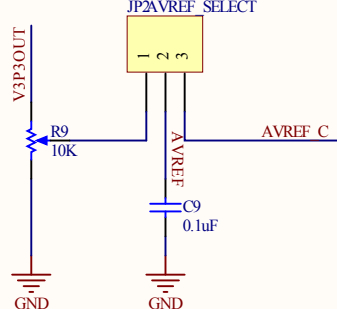 JP2AVREF_SELECT
V3P3OUT
1
2
3
R9
10K
AVREF
AVREF_C
C9
0.1uF
GND
GND